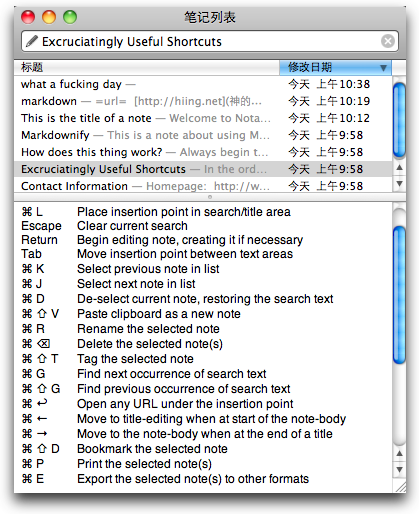 笔记列表
Excruciatingly Useful Shortcuts
标题 修改日期
what a fucking day — 今天 上午10:38
markdown — =url= [http://hiing.net](神的… 今天 上午10:19
This is the title of a note — Welcome to Nota… 今天 上午10:12
Markdownify — This is a note about using M… 今天 上午9:58
How does this thing work? — Always begin t… 今天 上午9:58
Excruciatingly Useful Shortcuts — In the ord… 今天 上午9:58
Contact Information — Homepage: http://w… 今天 上午9:58
⌘ L Place insertion point in search/title area
Escape Clear current search
Return Begin editing note, creating it if necessary
Tab Move insertion point between text areas
⌘ K Select previous note in list
⌘ J Select next note in list
⌘ D De-select current note, restoring the search text
⌘ ⇧ V Paste clipboard as a new note
⌘ R Rename the selected note
⌘ ⌫ Delete the selected note(s)
⌘ ⇧ T Tag the selected note
⌘ G Find next occurrence of search text
⌘ ⇧ G Find previous occurrence of search text
⌘ ↩ Open any URL under the insertion point
⌘ ← Move to title-editing when at start of the note-body
⌘ → Move to the note-body when at the end of a title
⌘ ⇧ D Bookmark the selected note
⌘ P Print the selected note(s)
⌘ E Export the selected note(s) to other formats